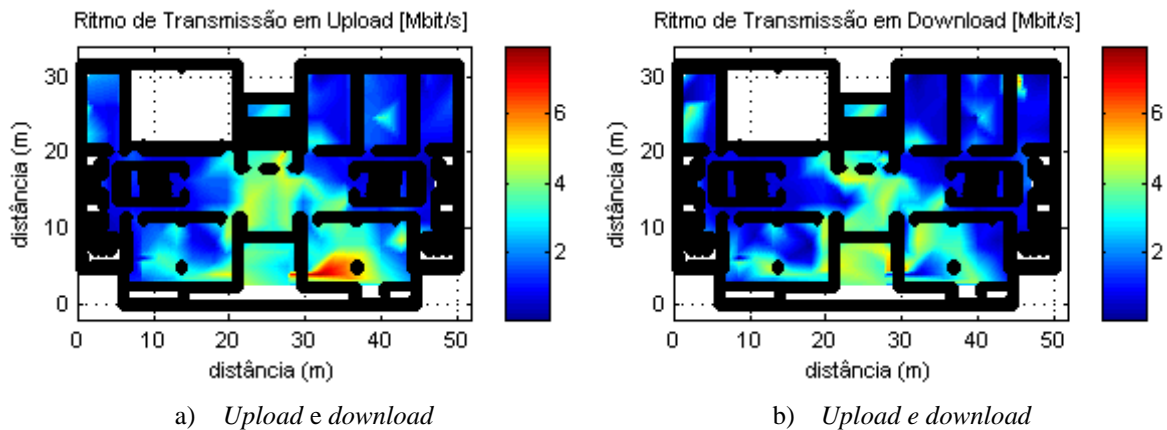 Ritmo de Transmissão em Upload [Mbit/s]
30
20
10
0
distância (m)
0 10 20 30 40 50
distância (m)
6
4
2
a) Upload e download
Ritmo de Transmissão em Download [Mbit/s]
30
20
10
0
distância (m)
0 10 20 30 40 50
distância (m)
6
4
2
b) Upload e download